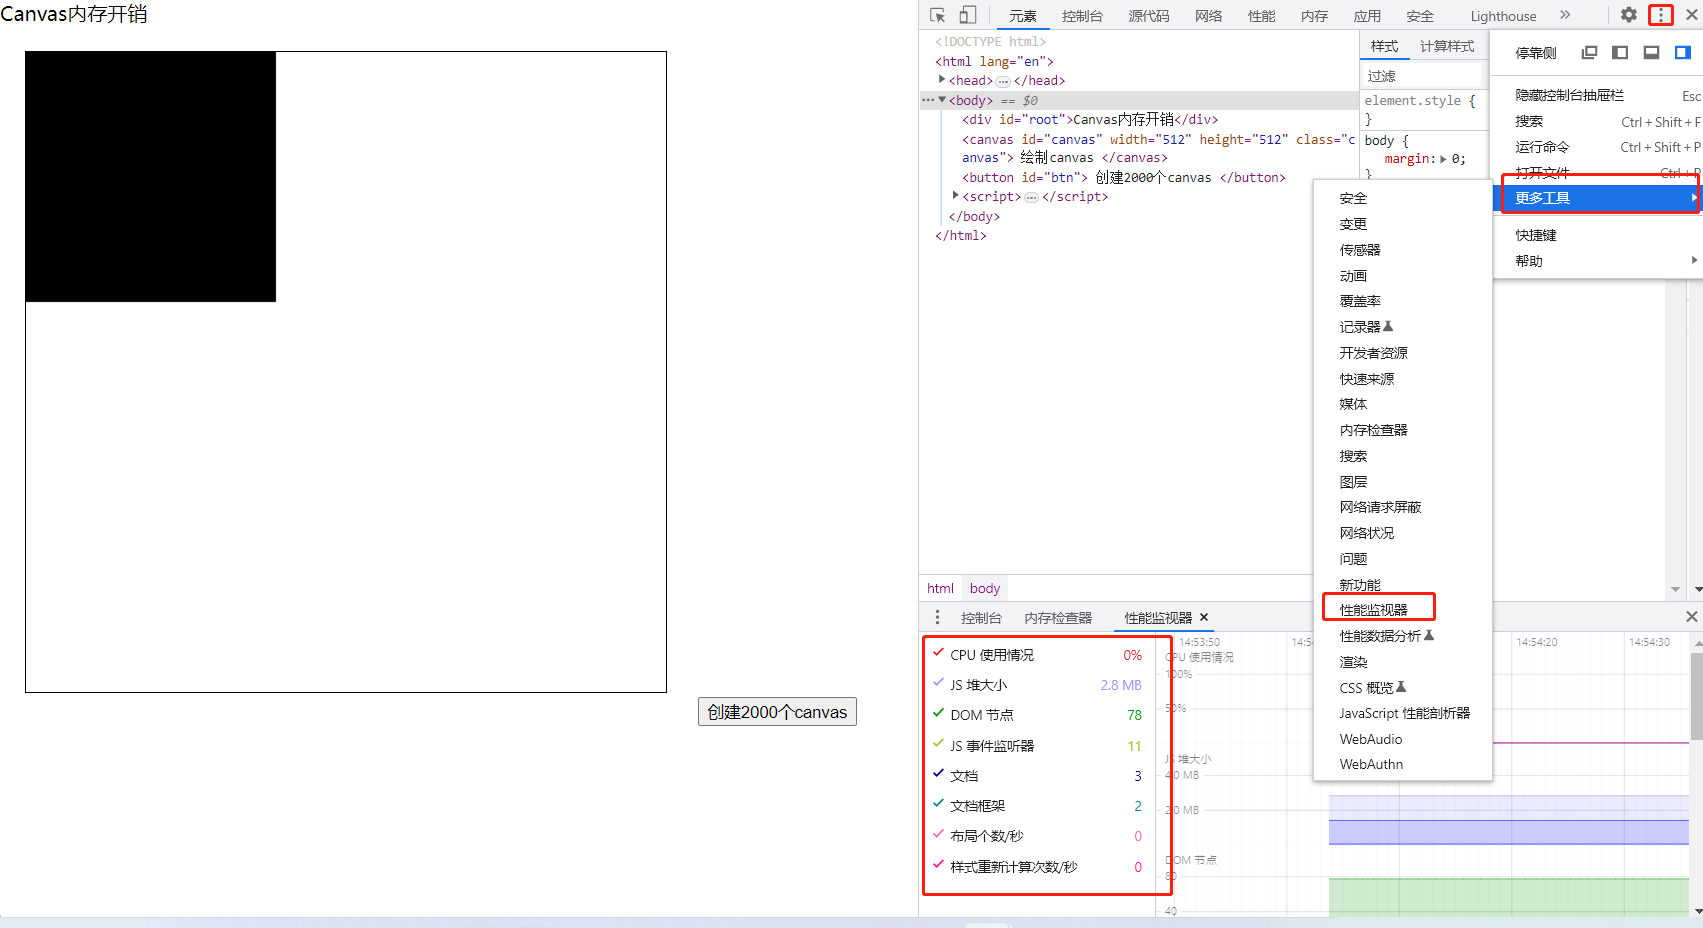 Canvas内存开销
创建2000个canvas
元素 控制台 源代码 网络 性能 内存 应用 安全 Lighthouse »
<!DOCTYPE html>
<html lang="en">
<head> … </head>
<body> == $0
<div id="root">Canvas内存开销</div>
<canvas id="canvas" width="512" height="512" class="c
anvas"> 绘制canvas </canvas>
<button id="btn"> 创建2000个canvas </button>
<script> … </script>
</body>
</html>
样式 计算样式
过滤
element.style {
}
body {
margin: 0;
}
停靠侧
隐藏控制台抽屉栏 Esc
搜索 Ctrl + Shift + F
运行命令 Ctrl + Shift + P
打开文件 Ctrl + P
更多工具
快捷键
帮助
安全
变更
传感器
动画
覆盖率
记录器
开发者资源
快速来源
媒体
内存检查器
搜索
图层
网络请求屏蔽
网络状况
问题
新功能
性能监视器
性能数据分析
渲染
CSS 概览
JavaScript 性能剖析器
WebAudio
WebAuthn
html body
控制台 内存检查器 性能监视器 ×
CPU 使用情况 0%
JS 堆大小 2.8 MB
DOM 节点 78
JS 事件监听器 11
文档 3
文档框架 2
布局个数/秒 0
样式重新计算次数/秒 0
14:53:50 14:54 14:54:20 14:54:30
CPU 使用情况
100%
50%
JS 堆大小
4.0 MB
2.0 MB
DOM 节点
80
40